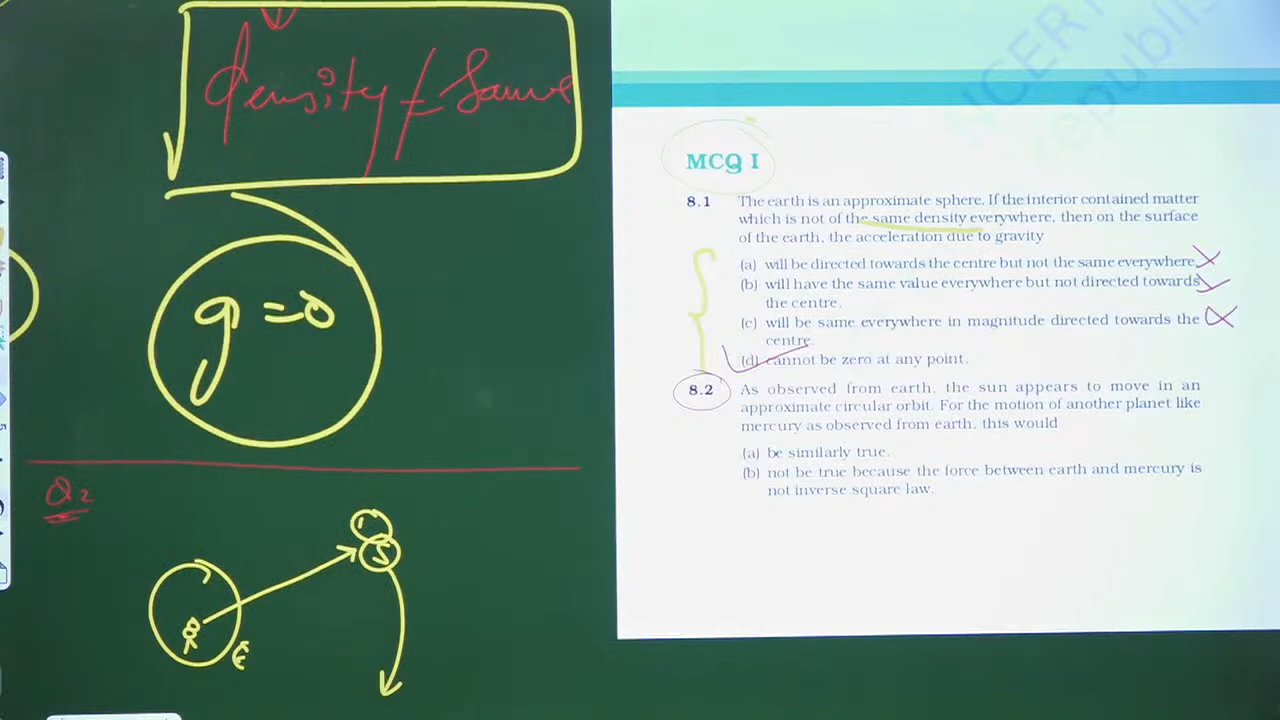 density ≠ Same
g = 0
Q2
S
E
NCERT
republis
MCQ I
8.1 The earth is an approximate sphere. If the interior contained matter
which is not of the same density everywhere, then on the surface
of the earth, the acceleration due to gravity
(a) will be directed towards the centre but not the same everywhere.
(b) will have the same value everywhere but not directed towards
the centre.
(c) will be same everywhere in magnitude directed towards the
centre.
(d) cannot be zero at any point.
8.2 As observed from earth, the sun appears to move in an
approximate circular orbit. For the motion of another planet like
mercury as observed from earth, this would
(a) be similarly true.
(b) not be true because the force between earth and mercury is
not inverse square law.